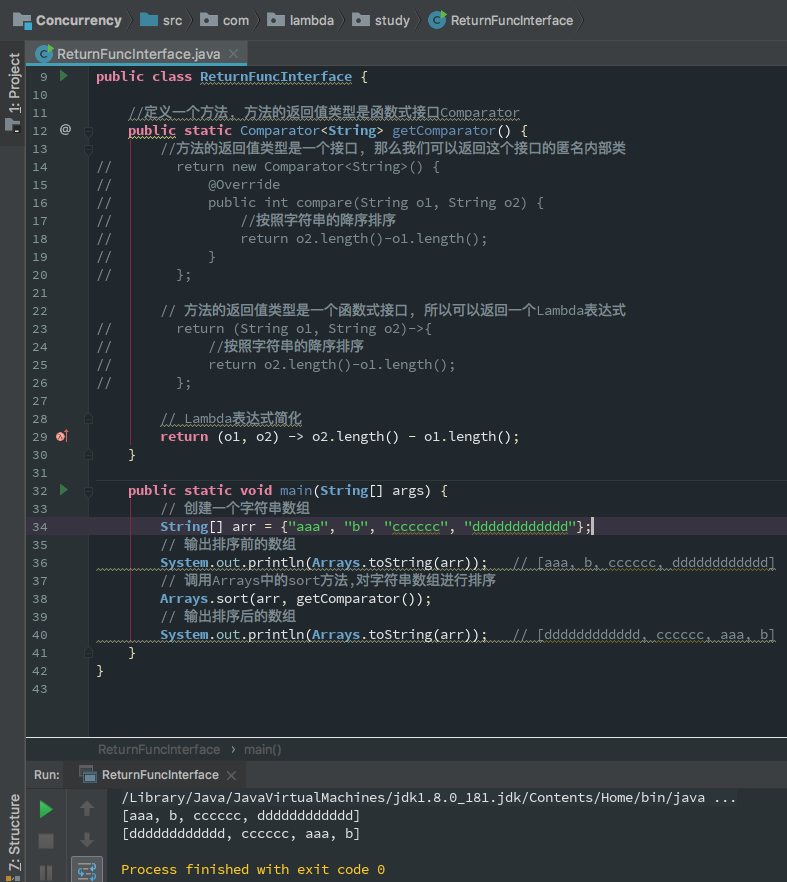 Concurrency src com lambda study ReturnFuncInterface
1: Project
ReturnFuncInterface.java
9 public class ReturnFuncInterface {
10
11 //定义一个方法, 方法的返回值类型是函数式接口Comparator
12 @ public static Comparator<String> getComparator() {
13 //方法的返回值类型是一个接口, 那么我们可以返回这个接口的匿名内部类
14 // return new Comparator<String>() {
15 // @Override
16 // public int compare(String o1, String o2) {
17 // //按照字符串的降序排序
18 // return o2.length()-o1.length();
19 // }
20 // };
21
22 // 方法的返回值类型是一个函数式接口, 所以可以返回一个Lambda表达式
23 // return (String o1, String o2)->{
24 // //按照字符串的降序排序
25 // return o2.length()-o1.length();
26 // };
27
28 // Lambda表达式简化
29 return (o1, o2) -> o2.length() - o1.length();
30 }
31
32 public static void main(String[] args) {
33 // 创建一个字符串数组
34 String[] arr = {"aaa", "b", "cccccc", "dddddddddddd"};
35 // 输出排序前的数组
36 System.out.println(Arrays.toString(arr)); // [aaa, b, cccccc, dddddddddddd]
37 // 调用Arrays中的sort方法,对字符串数组进行排序
38 Arrays.sort(arr, getComparator());
39 // 输出排序后的数组
40 System.out.println(Arrays.toString(arr)); // [dddddddddddd, cccccc, aaa, b]
41 }
42 }
43
ReturnFuncInterface › main()
Run: ReturnFuncInterface
Z: Structure
/Library/Java/JavaVirtualMachines/jdk1.8.0_181.jdk/Contents/Home/bin/java ...
[aaa, b, cccccc, dddddddddddd]
[dddddddddddd, cccccc, aaa, b]
Process finished with exit code 0